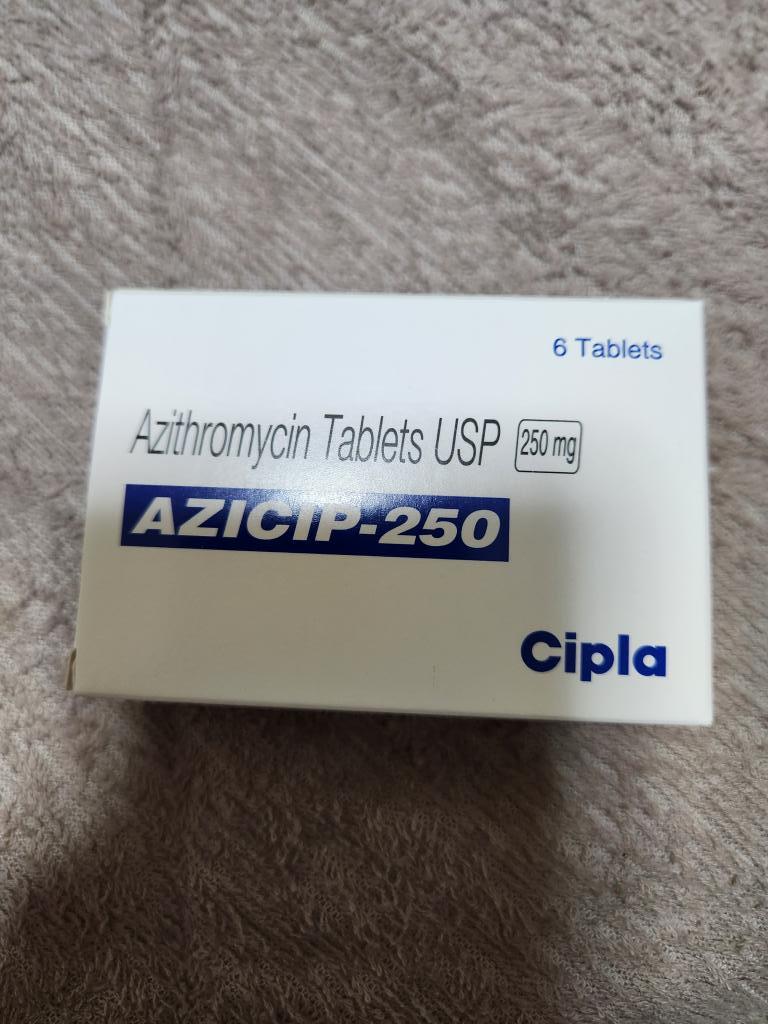 6 Tablets
Azithromycin Tablets USP 250 mg
AZICIP-250
Cipla